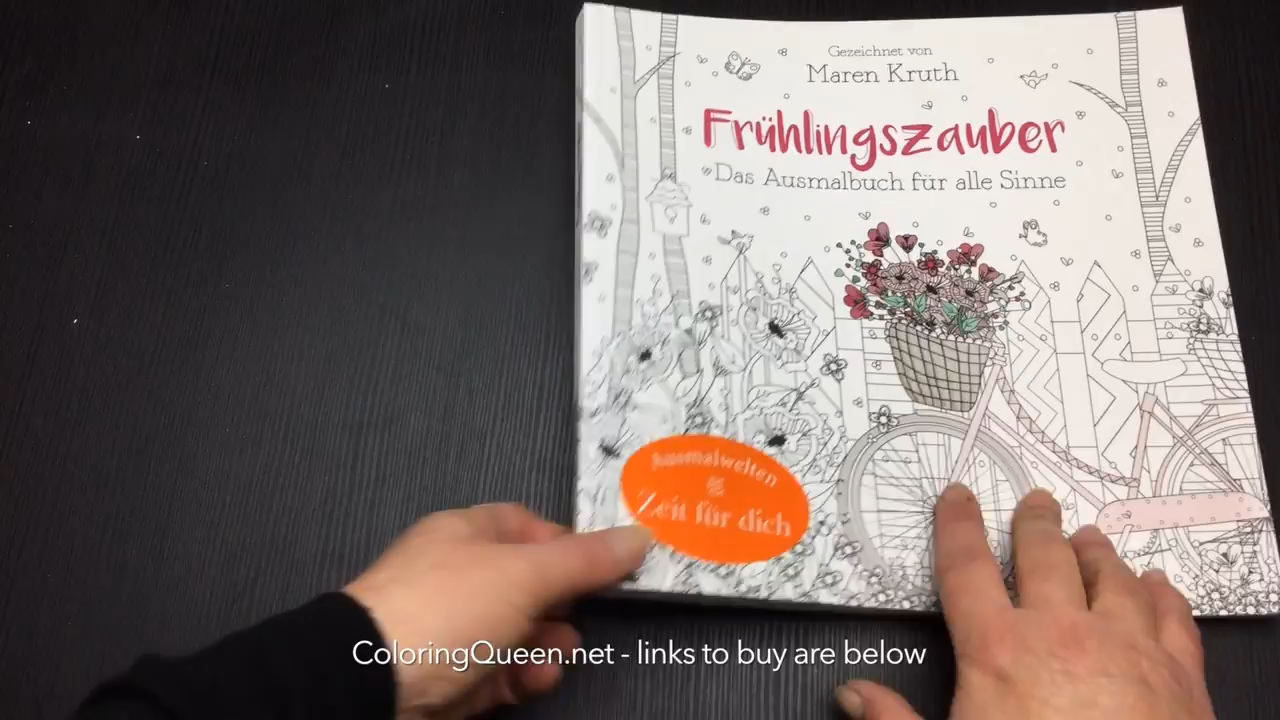 Gezeichnet von
Maren Kruth
Frühlingszauber
Das Ausmalbuch für alle Sinne
Ausmalwelten
Zeit für dich
ColoringQueen.net - links to buy are below